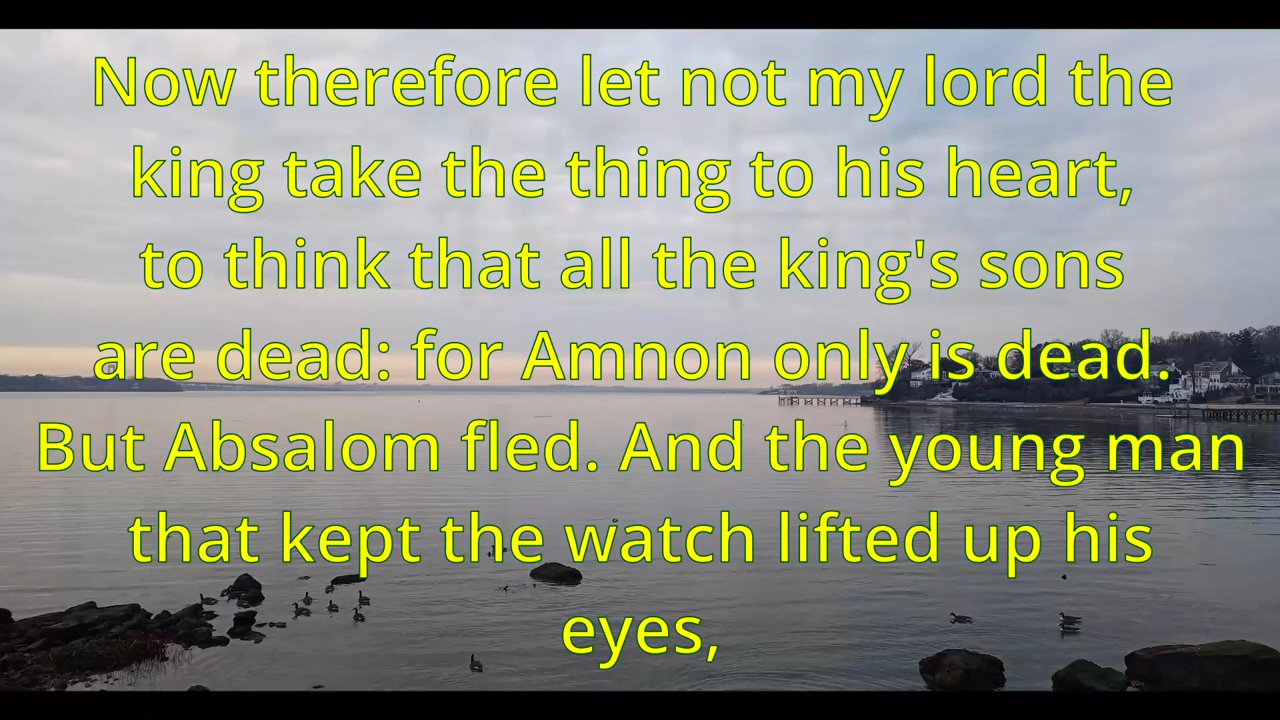 Now therefore let not my lord the
king take the thing to his heart,
to think that all the king's sons
are dead: for Amnon only is dead.
But Absalom fled. And the young man
that kept the watch lifted up his
eyes,